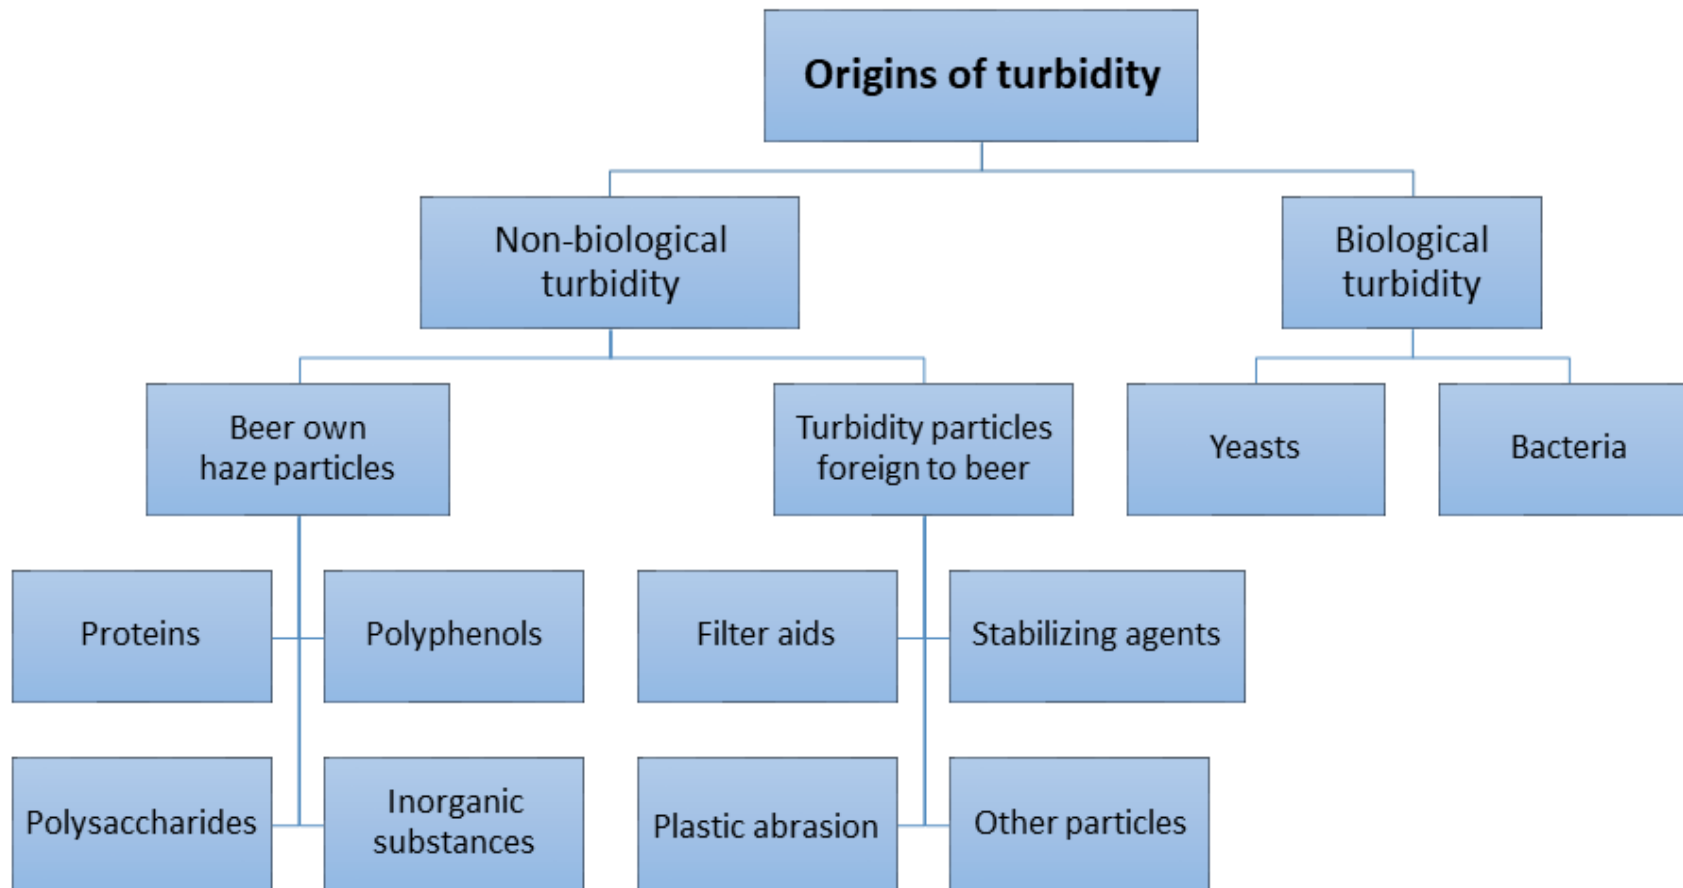 Origins of turbidity
Non-biological
turbidity
Biological
turbidity
Beer own
haze particles
Turbidity particles
foreign to beer
Yeasts
Bacteria
Proteins
Polyphenols
Filter aids
Stabilizing agents
Polysaccharides
Inorganic
substances
Plastic abrasion
Other particles